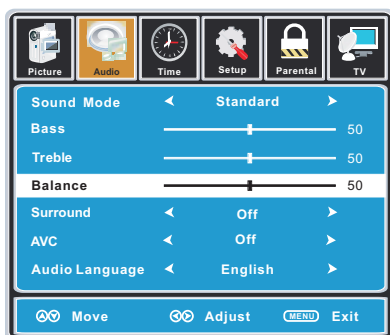 Picture Audio Time Setup Parental TV
Sound Mode Standard
Bass 50
Treble 50
Balance 50
Surround Off
AVC Off
Audio Language English
Move Adjust MENU Exit